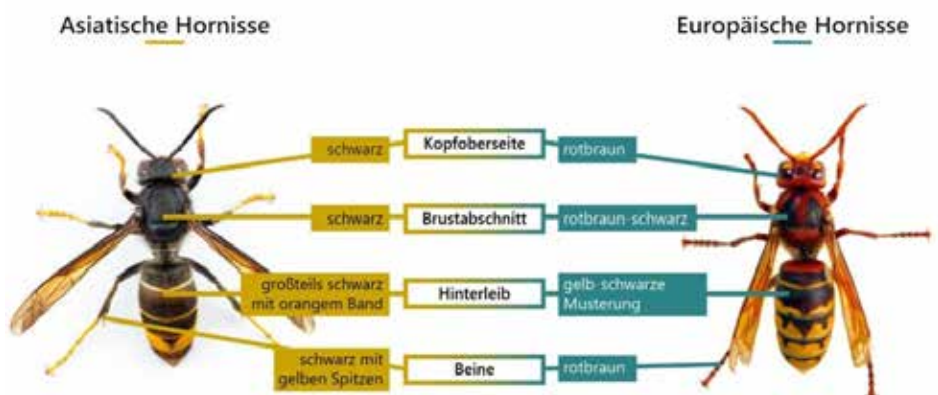 Asiatische Hornisse
Europäische Hornisse
schwarz
Kopfoberseite
rotbraun
schwarz
Brustabschnitt
rotbraun-schwarz
großteils schwarz
mit orangem Band
Hinterleib
gelb-schwarze
Musterung
schwarz mit
gelben Spitzen
Beine
rotbraun